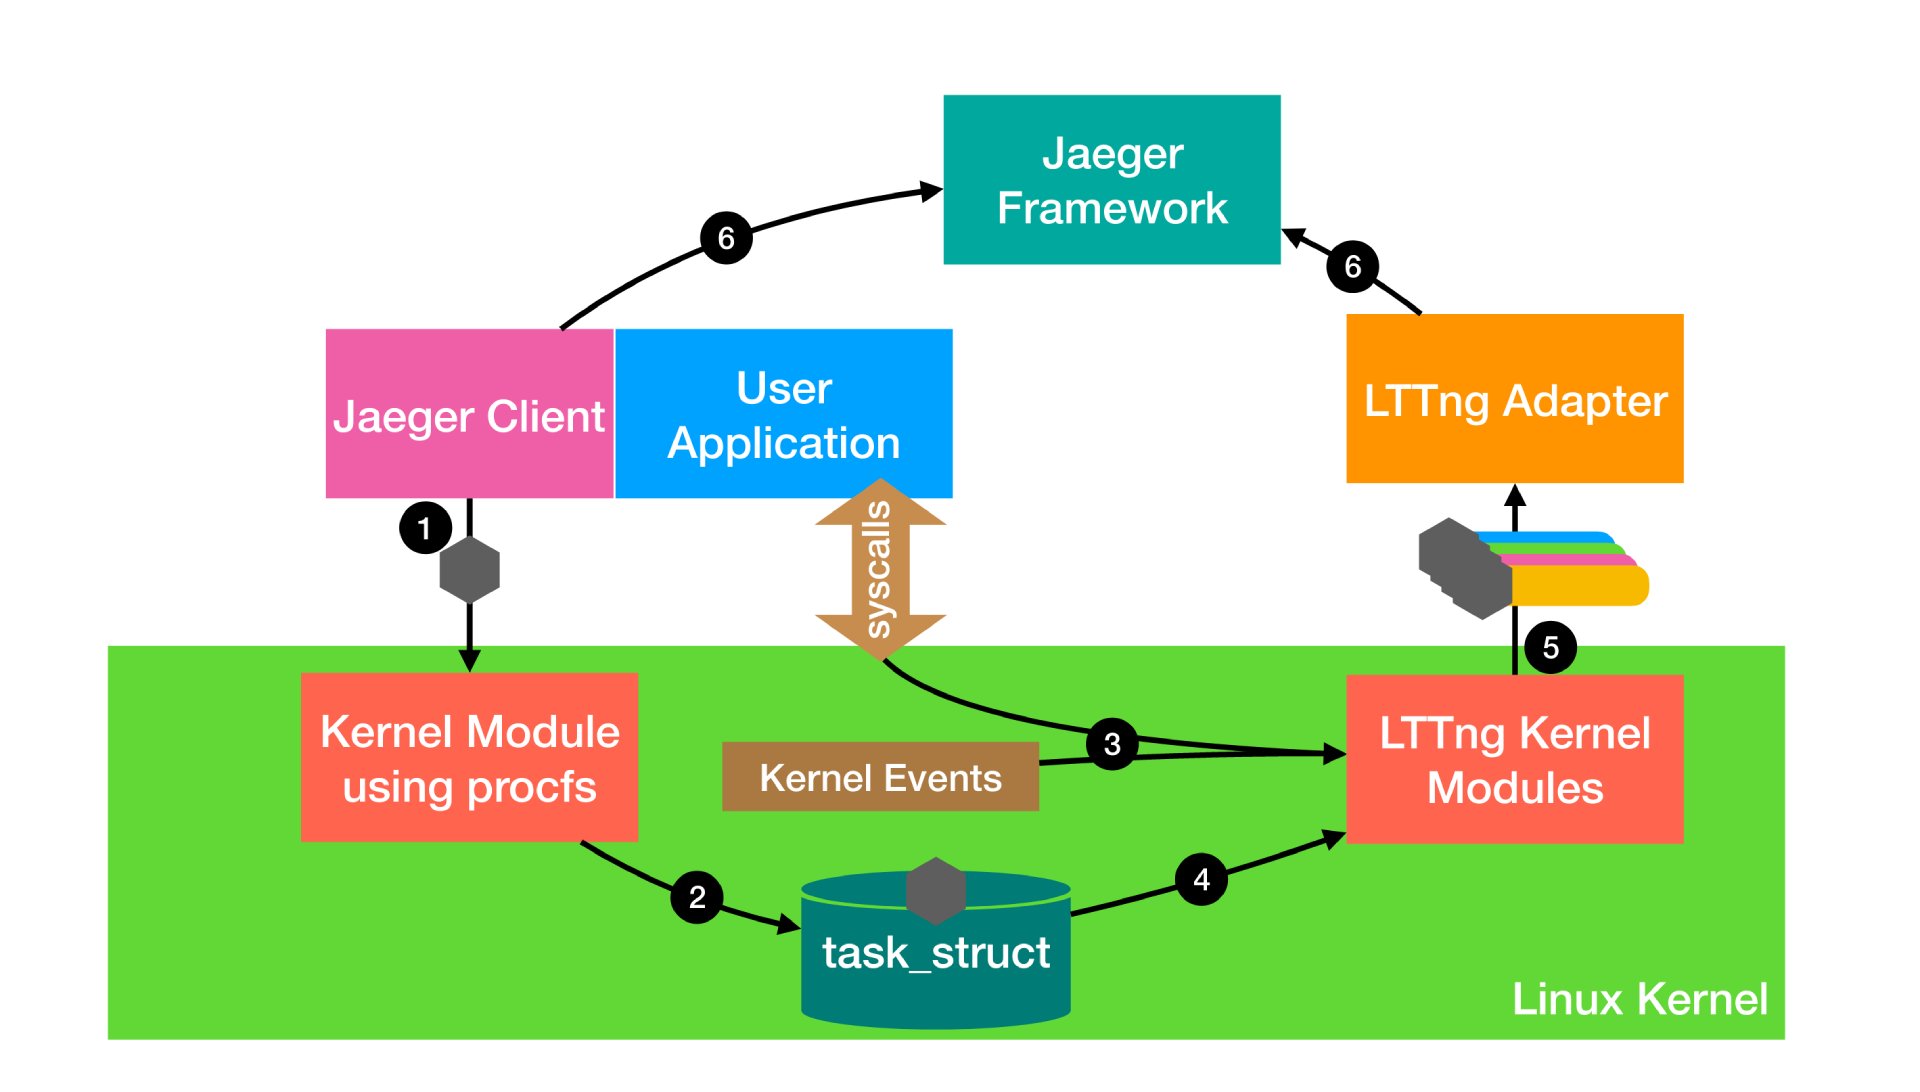 Jaeger
Framework
6
6
Jaeger Client
User
Application
LTTng Adapter
1
syscalls
5
Kernel Module
using procfs
3
Kernel Events
LTTng Kernel
Modules
2
4
task_struct
Linux Kernel